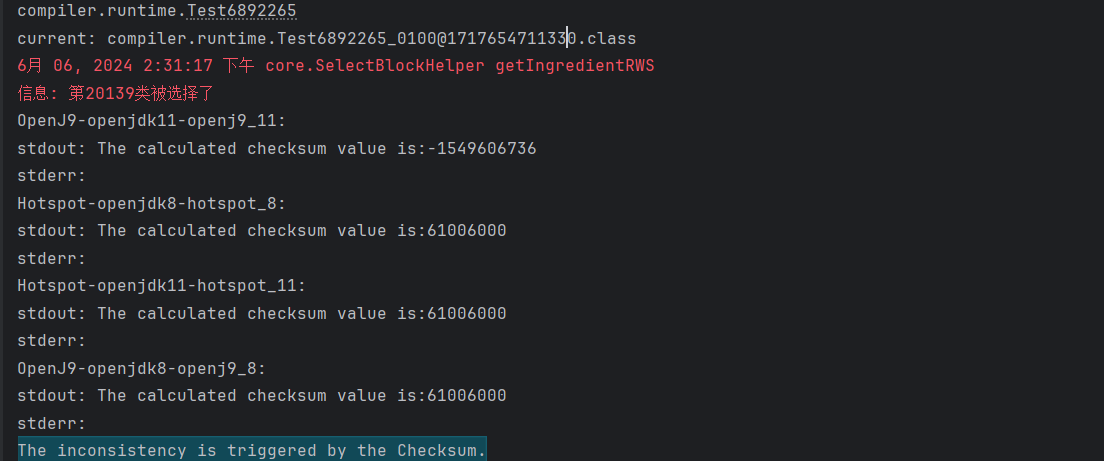 compiler.runtime.Test6892265
current: compiler.runtime.Test6892265_0100@1717654711330.class
6月 06, 2024 2:31:17 下午 core.SelectBlockHelper getIngredientRWS
信息: 第20139类被选择了
OpenJ9-openjdk11-openj9_11:
stdout: The calculated checksum value is:-1549606736
stderr:
Hotspot-openjdk8-hotspot_8:
stdout: The calculated checksum value is:61006000
stderr:
Hotspot-openjdk11-hotspot_11:
stdout: The calculated checksum value is:61006000
stderr:
OpenJ9-openjdk8-openj9_8:
stdout: The calculated checksum value is:61006000
stderr:
The inconsistency is triggered by the Checksum.